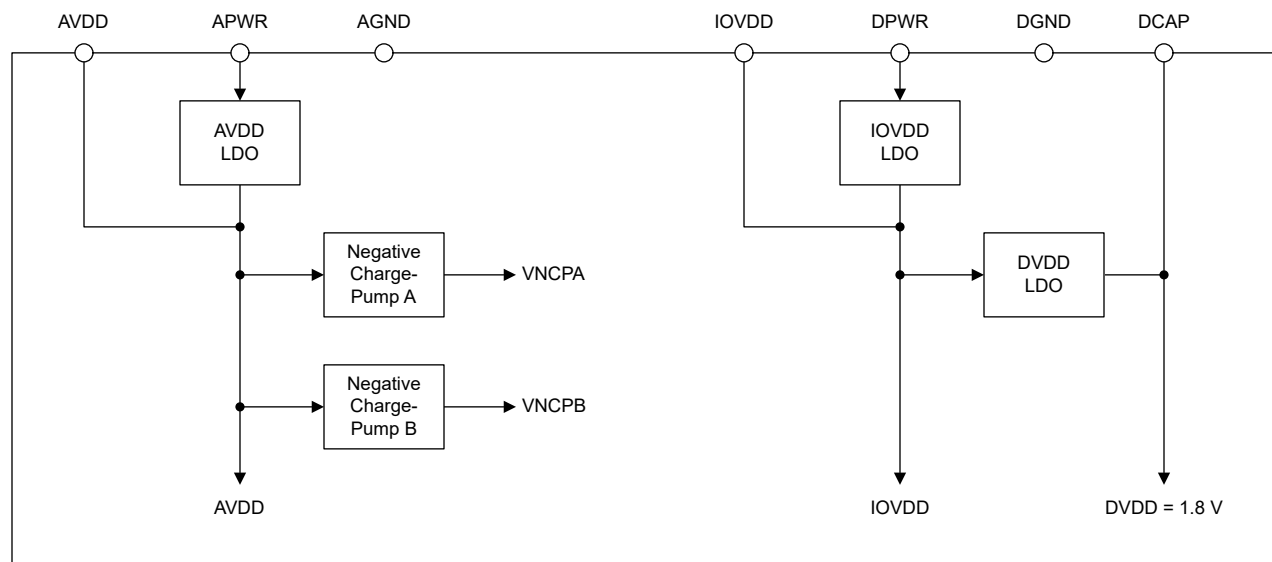 AVDD
APWR
AGND
IOVDD
DPWR
DGND
DCAP
AVDD
LDO
IOVDD
LDO
Negative
Charge-
Pump A
VNCPA
DVDD
LDO
Negative
Charge-
Pump B
VNCPB
AVDD
IOVDD
DVDD = 1.8 V